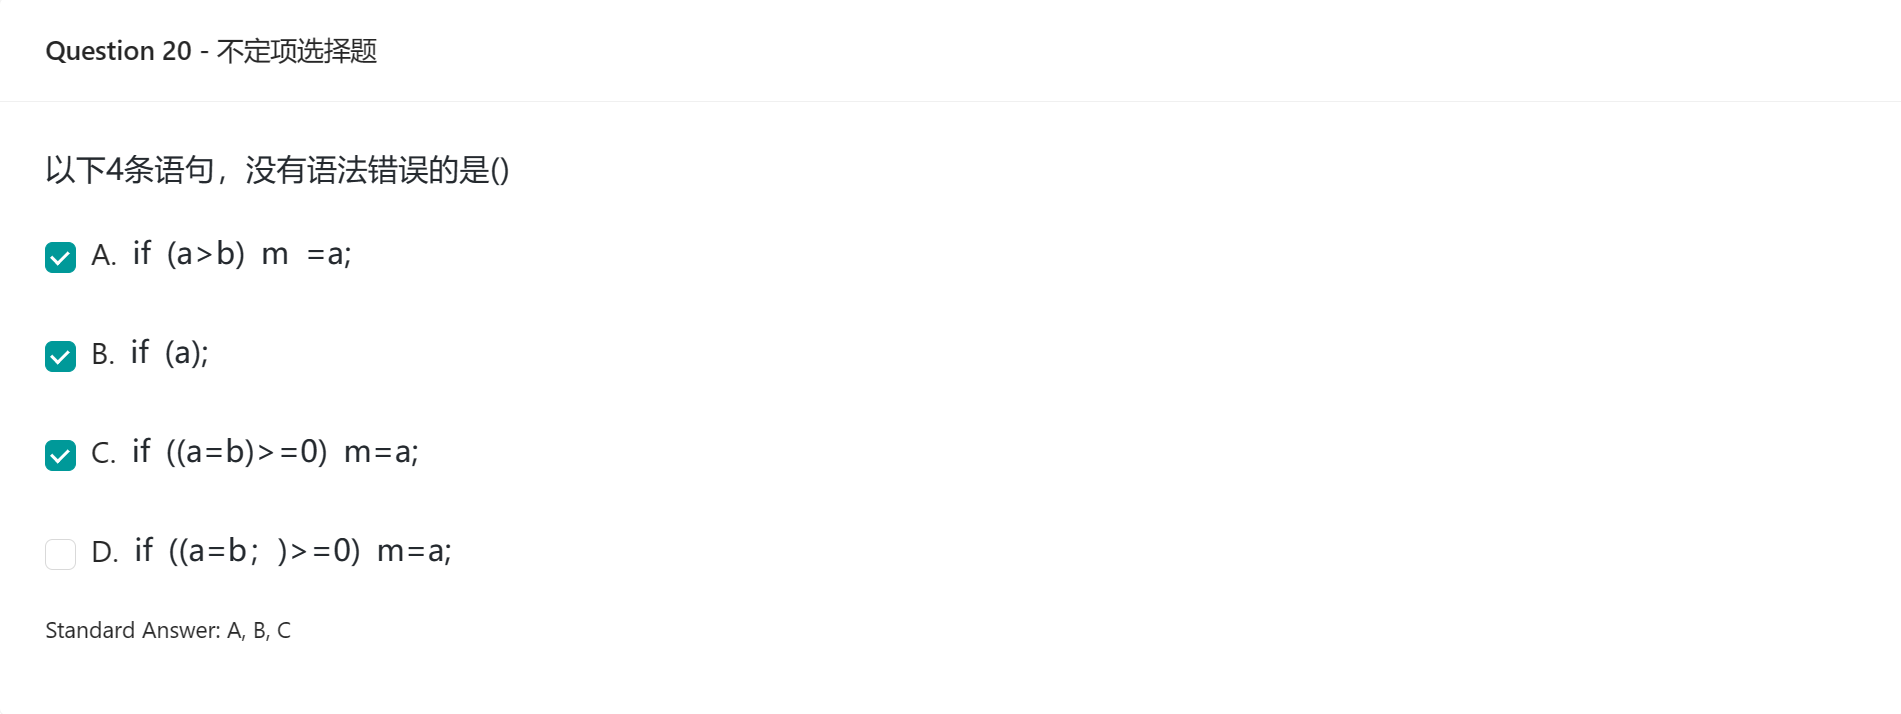 Question 20 - 不定项选择题
以下4条语句，没有语法错误的是()
A. if (a>b) m =a;
B. if (a);
C. if ((a=b)>=0) m=a;
D. if ((a=b；)>=0) m=a;
Standard Answer: A, B, C